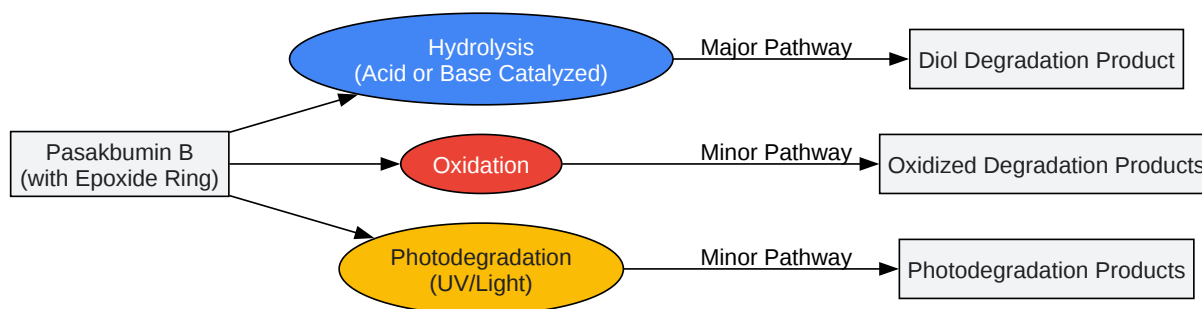 Hydrolysis
(Acid or Base Catalyzed)
Major Pathway
Diol Degradation Product
Pasakbumin B
(with Epoxide Ring)
Oxidation
Minor Pathway
Oxidized Degradation Products
Photodegradation
(UV/Light)
Minor Pathway
Photodegradation Products